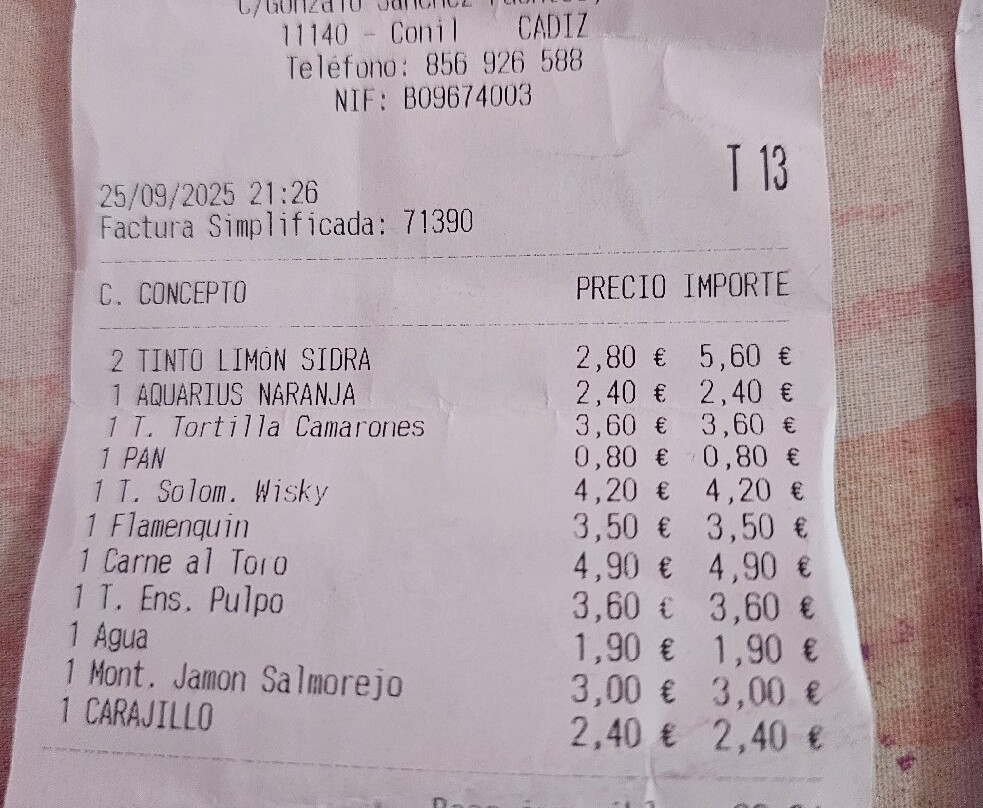 11140 - Conil CADIZ
Teléfono: 856 926 588
NIF: B09674003
T 13
25/09/2025 21:26
Factura Simplificada: 71390
C. CONCEPTO PRECIO IMPORTE
2 TINTO LIMÓN SIDRA 2,80 € 5,60 €
1 AQUARIUS NARANJA 2,40 € 2,40 €
1 T. Tortilla Camarones 3,60 € 3,60 €
1 PAN 0,80 € 0,80 €
1 T. Solom. Wisky 4,20 € 4,20 €
1 Flamenquin 3,50 € 3,50 €
1 Carne al Toro 4,90 € 4,90 €
1 T. Ens. Pulpo 3,60 € 3,60 €
1 Agua 1,90 € 1,90 €
1 Mont. Jamon Salmorejo 3,00 € 3,00 €
1 CARAJILLO 2,40 € 2,40 €